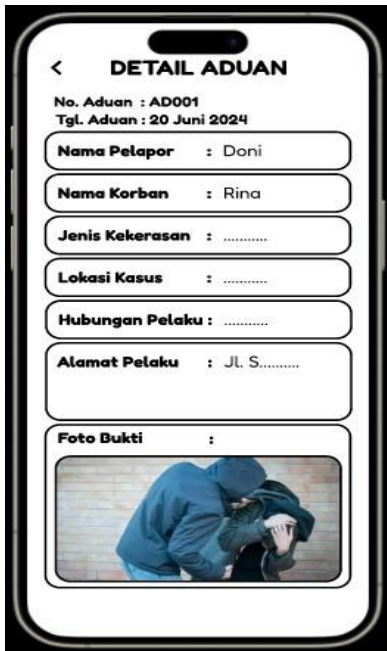 < DETAIL ADUAN
No. Aduan : AD001
Tgl. Aduan : 20 Juni 2024
Nama Pelapor : Doni
Nama Korban : Rina
Jenis Kekerasan : ...........
Lokasi Kasus : ...........
Hubungan Pelaku : ...........
Alamat Pelaku : Jl. S..........
Foto Bukti :